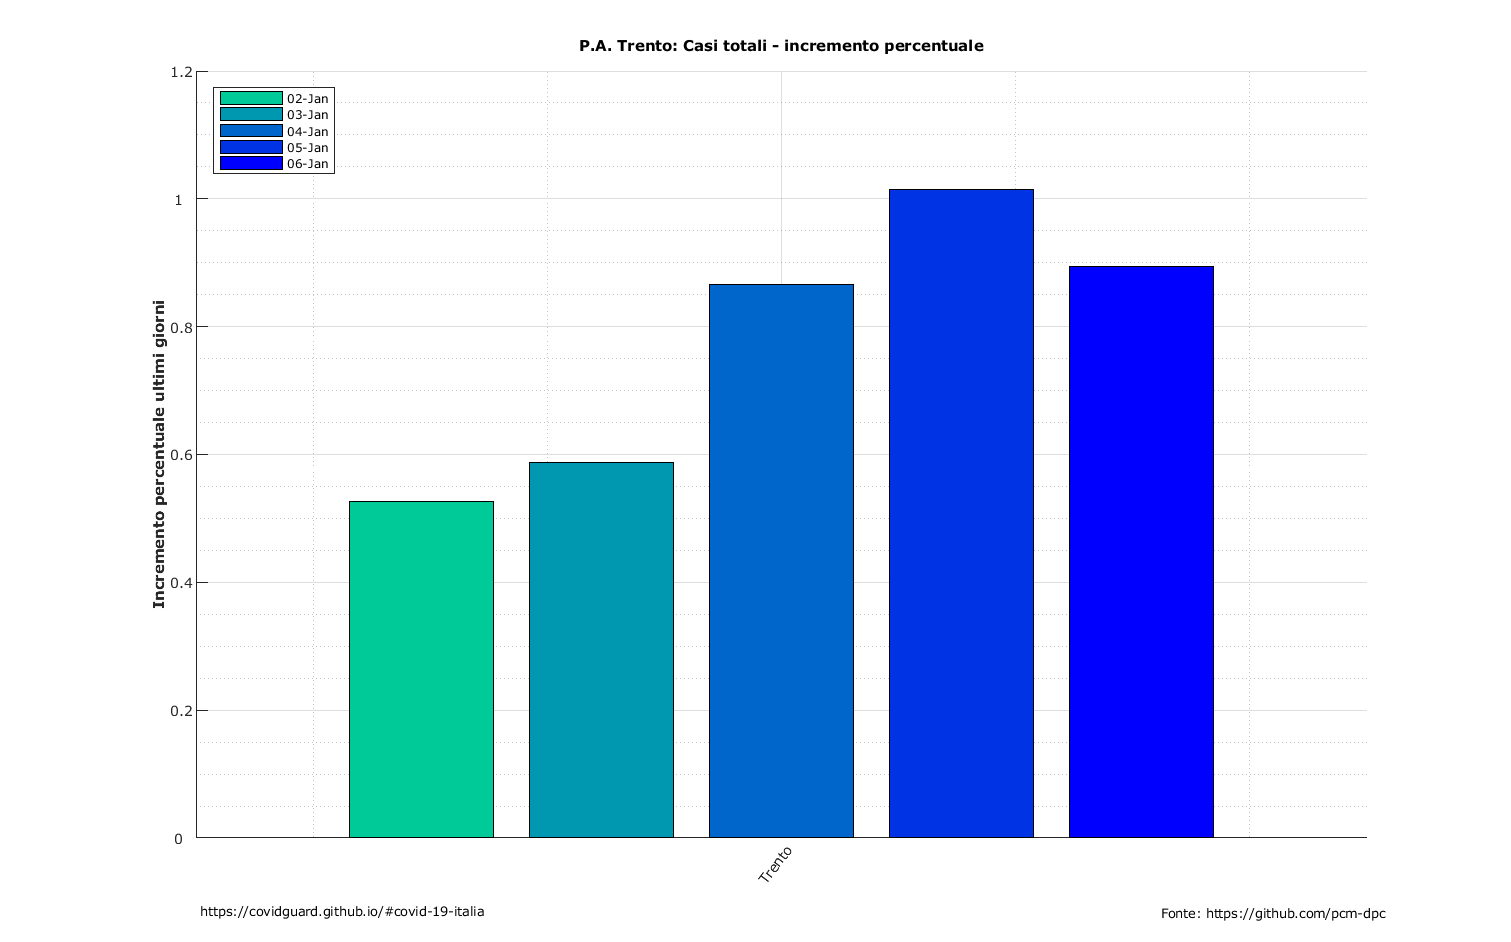 P.A. Trento: Casi totali - incremento percentuale
02-Jan
03-Jan
04-Jan
05-Jan
06-Jan
Incremento percentuale ultimi giorni
1.2
1
0.8
0.6
0.4
0.2
0
Trento
https://covidguard.github.io/#covid-19-italia
Fonte: https://github.com/pcm-dpc